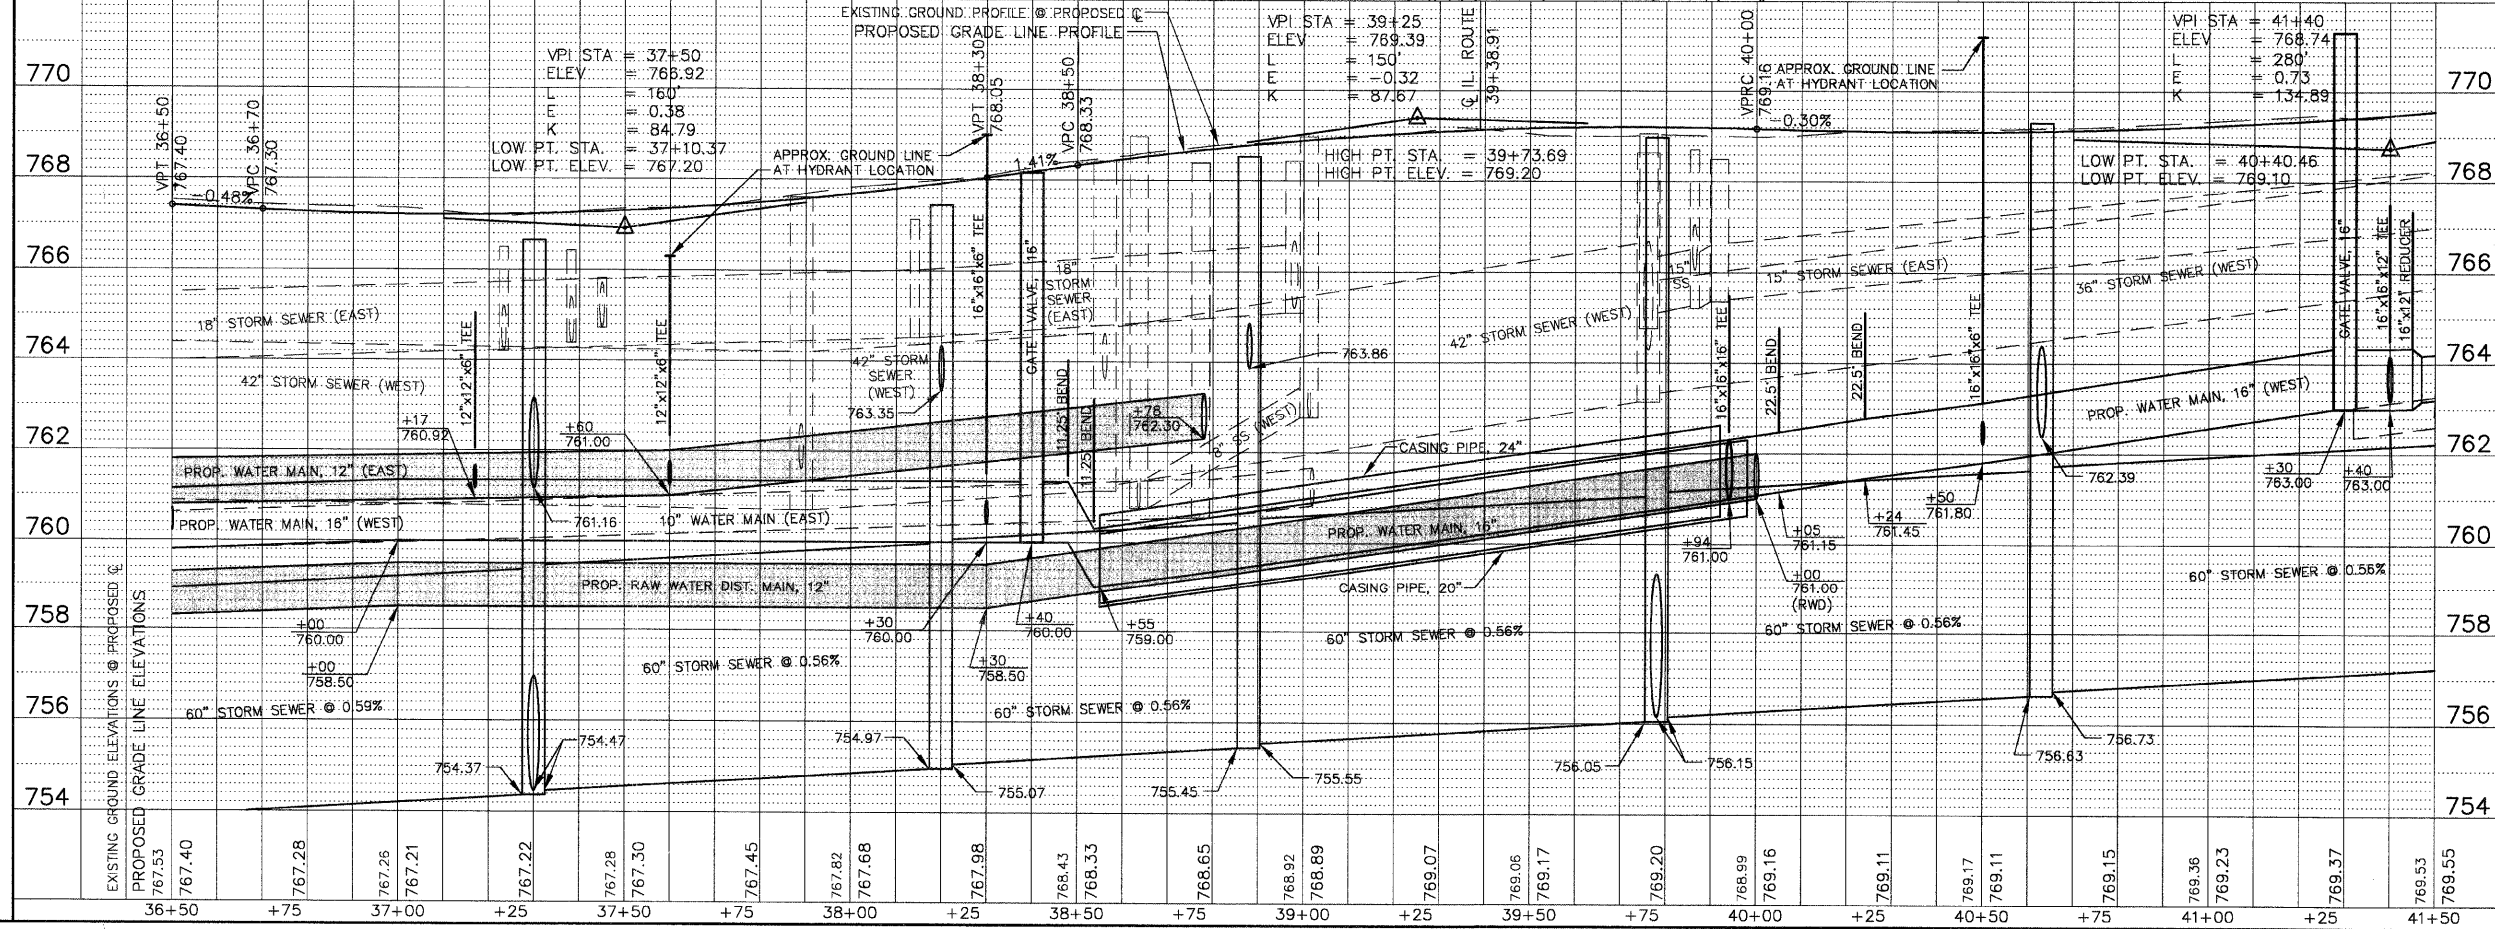 EXISTING GROUND PROFILE @ PROPOSED ℄
PROPOSED GRADE LINE PROFILE
VPI STA = 37+50
ELEV = 766.92
L = 160'
E = 0.38
K = 84.79
LOW PT. STA. = 37+10.37
LOW PT. ELEV. = 767.20
VPI STA = 39+25
ELEV = 769.39
L = 150'
E = -0.32
K = 87.67
HIGH PT. STA. = 39+73.69
HIGH PT. ELEV. = 769.20
VPI STA = 41+40
ELEV = 768.74
L = 280'
E = 0.73
K = 134.89
LOW PT. STA. = 40+40.46
LOW PT. ELEV. = 769.10
770
768
766
764
762
760
758
756
754
770
768
766
764
762
760
758
756
754
VPT 36+50
767.40
-0.48%
VPC 36+70
767.30
VPT 38+30
768.05
1.41%
VPC 38+50
768.33
℄ IL. ROUTE
39+38.91
VPRC 40+00
769.16
-0.30%
APPROX. GROUND LINE
AT HYDRANT LOCATION
APPROX. GROUND LINE
AT HYDRANT LOCATION
18" STORM SEWER (EAST)
42" STORM SEWER (WEST)
12"x12"x6" TEE
12"x12"x6" TEE
16"x16"x6" TEE
GATE VALVE, 16"
18"
STORM
SEWER
(EAST)
42" STORM
SEWER
(WEST)
763.35
11.25° BEND
11.25° BEND
+17
760.92
+60
761.00
+78
762.30
SS (WEST)
763.86
42" STORM SEWER (WEST)
15"
SS
15" STORM SEWER (EAST)
36" STORM SEWER (WEST)
16"x16"x16" TEE
22.5° BEND
22.5° BEND
16"x16"x6" TEE
GATE VALVE, 16"
16"x16"x12" TEE
16"x12" REDUCER
PROP. WATER MAIN, 12" (EAST)
PROP. WATER MAIN, 16" (WEST)
761.16
10" WATER MAIN (EAST)
PROP. RAW WATER DIST. MAIN, 12"
CASING PIPE, 24"
PROP. WATER MAIN, 16"
CASING PIPE, 20"
PROP. WATER MAIN, 16" (WEST)
+00
760.00
+00
758.50
+30
760.00
+40
760.00
+55
759.00
+30
758.50
+94
761.00
+05
761.15
+00
761.00
(RWD)
+24
761.45
+50
761.80
762.39
+30
763.00
+40
763.00
60" STORM SEWER @ 0.59%
60" STORM SEWER @ 0.56%
60" STORM SEWER @ 0.56%
60" STORM SEWER @ 0.56%
60" STORM SEWER @ 0.56%
60" STORM SEWER @ 0.56%
754.37
754.47
754.97
755.07
755.45
755.55
756.05
756.15
756.63
756.73
EXISTING GROUND ELEVATIONS @ PROPOSED ℄
PROPOSED GRADE LINE ELEVATIONS
767.53
767.40
767.28
767.26
767.21
767.22
767.28
767.30
767.45
767.82
767.68
767.98
768.43
768.33
768.65
768.92
768.89
769.07
769.06
769.17
769.20
768.99
769.16
769.11
769.17
769.11
769.15
769.36
769.23
769.37
769.53
769.55
36+50 +75 37+00 +25 37+50 +75 38+00 +25 38+50 +75 39+00 +25 39+50 +75 40+00 +25 40+50 +75 41+00 +25 41+50